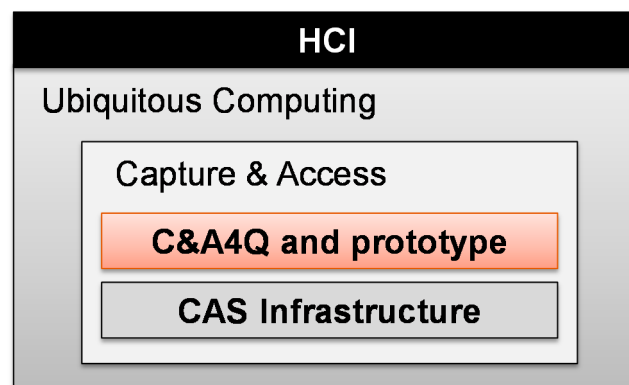 HCI
Ubiquitous Computing
Capture & Access
C&A4Q and prototype
CAS Infrastructure